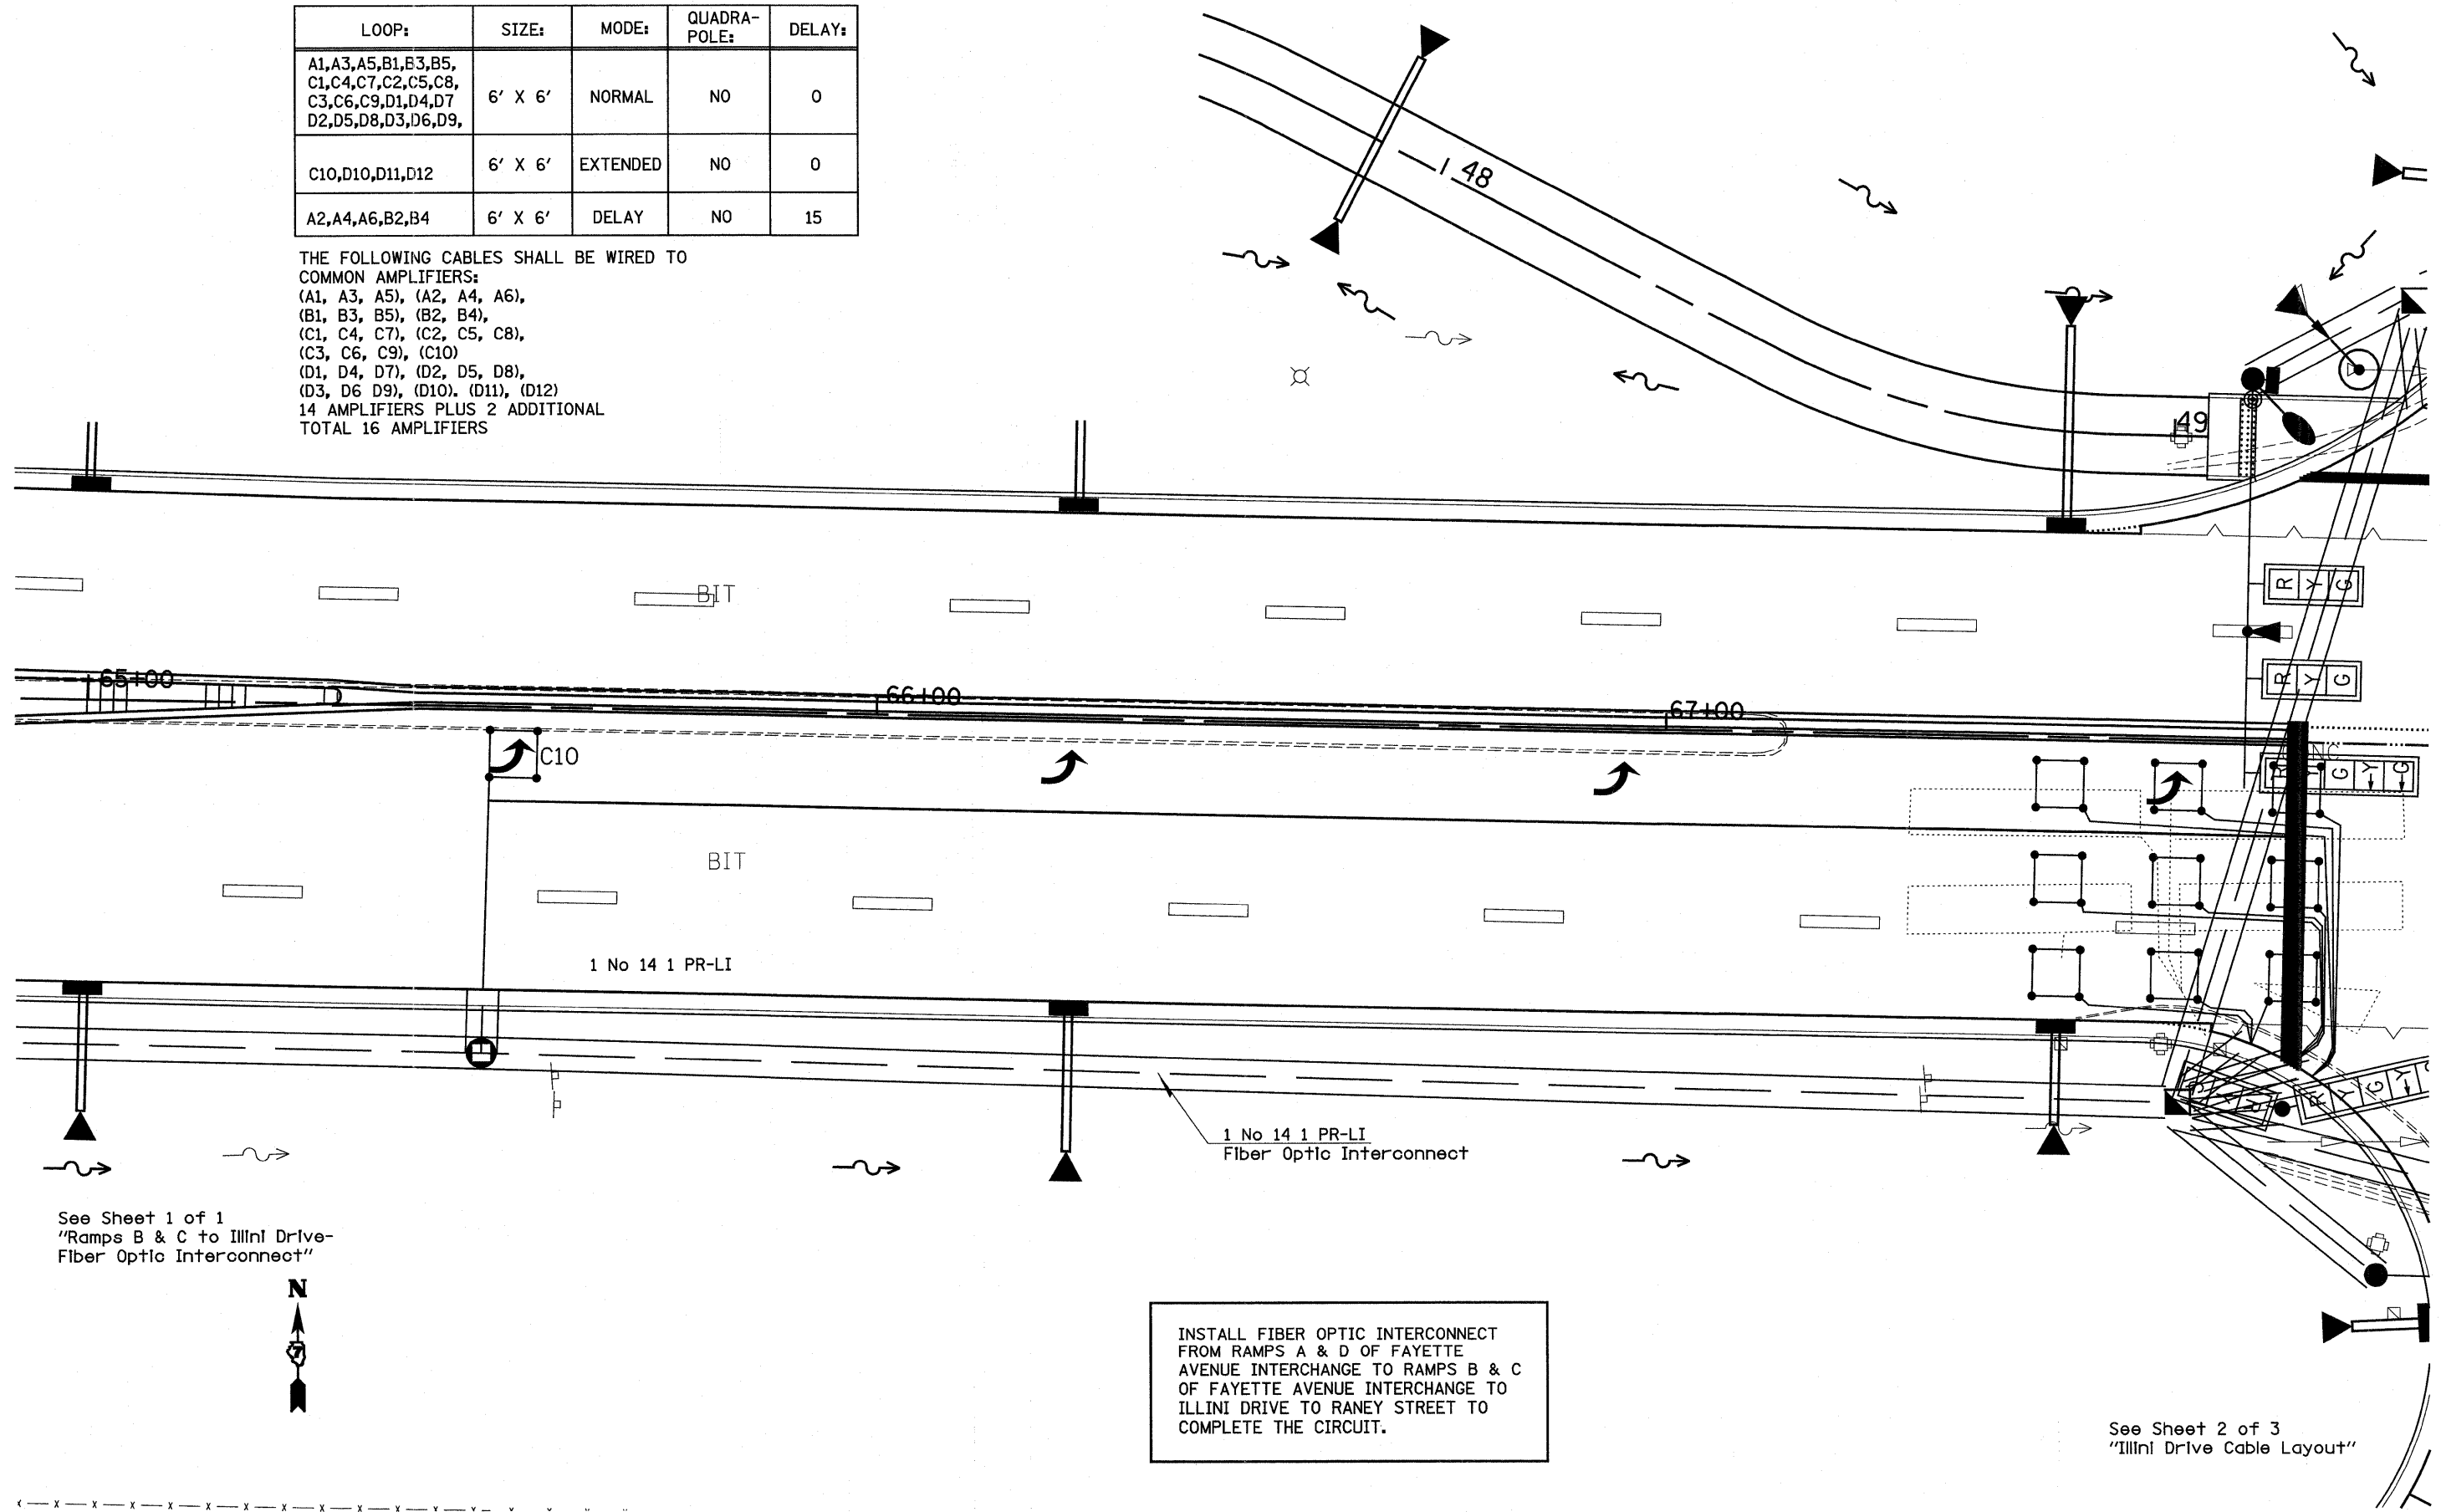 LOOP: SIZE: MODE: QUADRA-POLE: DELAY:
A1,A3,A5,B1,B3,B5,
C1,C4,C7,C2,C5,C8,
C3,C6,C9,D1,D4,D7
D2,D5,D8,D3,D6,D9,
6' X 6' NORMAL NO 0
C10,D10,D11,D12 6' X 6' EXTENDED NO 0
A2,A4,A6,B2,B4 6' X 6' DELAY NO 15
THE FOLLOWING CABLES SHALL BE WIRED TO
COMMON AMPLIFIERS:
(A1, A3, A5), (A2, A4, A6),
(B1, B3, B5), (B2, B4),
(C1, C4, C7), (C2, C5, C8),
(C3, C6, C9), (C10)
(D1, D4, D7), (D2, D5, D8),
(D3, D6 D9), (D10). (D11), (D12)
14 AMPLIFIERS PLUS 2 ADDITIONAL
TOTAL 16 AMPLIFIERS
48
49
BIT
R Y G
65+00
66+00
67+00
R Y G
C10
R Y G Y G
BIT
1 No 14 1 PR-LI
R Y G Y
1 No 14 1 PR-LI
Fiber Optic Interconnect
See Sheet 1 of 1
"Ramps B & C to Illini Drive-
Fiber Optic Interconnect"
N
7
INSTALL FIBER OPTIC INTERCONNECT
FROM RAMPS A & D OF FAYETTE
AVENUE INTERCHANGE TO RAMPS B & C
OF FAYETTE AVENUE INTERCHANGE TO
ILLINI DRIVE TO RANEY STREET TO
COMPLETE THE CIRCUIT.
See Sheet 2 of 3
"Illini Drive Cable Layout"